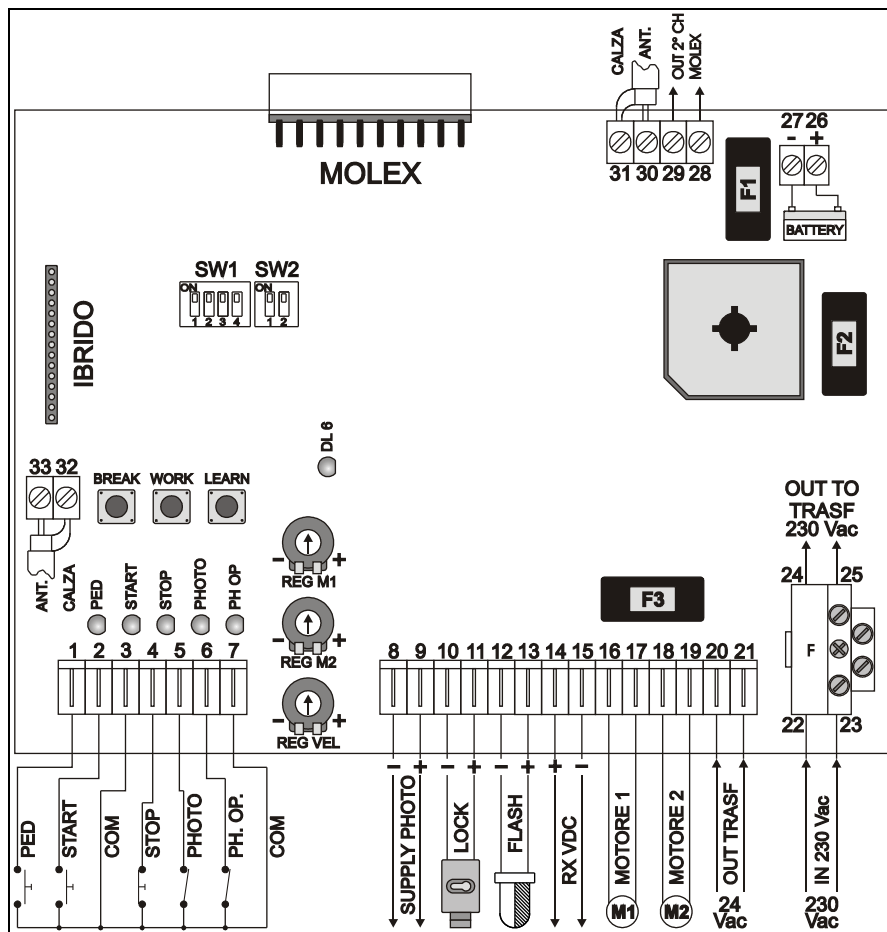 CALZA
ANT.
OUT 2° CH
MOLEX
MOLEX
31 30 29 28
27 26
- +
BATTERY
F1
F2
SW1 SW2
ON ON
1 2 3 4 1 2
IBRIDO
DL 6
33 32
BREAK WORK LEARN
ANT.
CALZA
PED
START
STOP
PHOTO
PH OP
- +
REG M1
- +
REG M2
- +
REG VEL
F3
OUT TO
TRASF
230 Vac
24 25
F
22 23
1 2 3 4 5 6 7
8 9 10 11 12 13 14 15 16 17 18 19 20 21
- + - + - + + -
PED
START
COM
STOP
PHOTO
PH. OP.
COM
SUPPLY PHOTO
LOCK
FLASH
RX VDC
MOTORE 1
MOTORE 2
OUT TRASF
IN 230 Vac
M1
M2
24
Vac
230
Vac